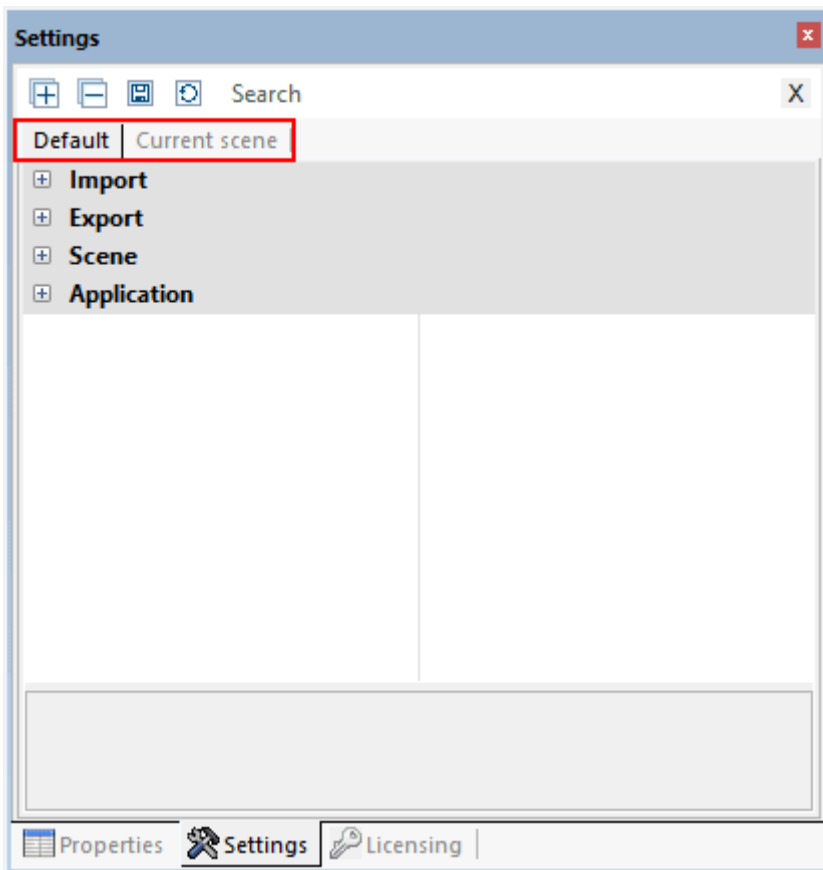 Settings
x
Search X
Default Current scene
Import
Export
Scene
Application
Properties Settings Licensing